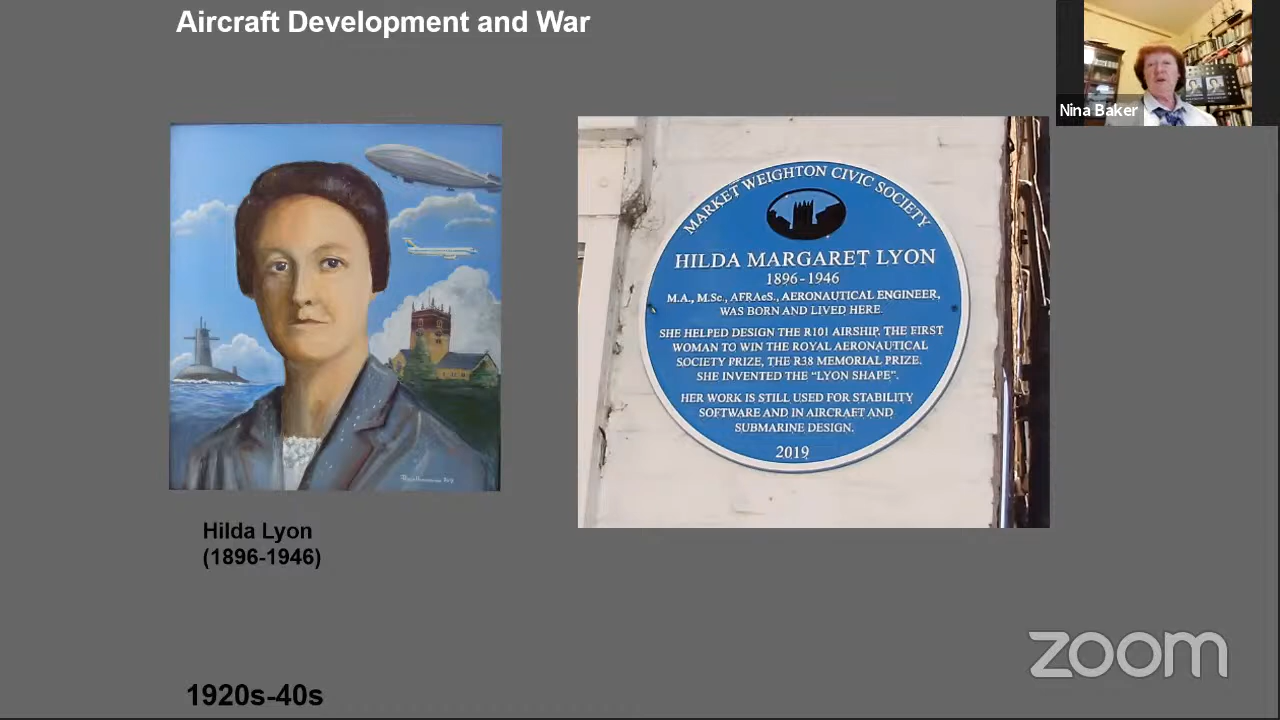 Aircraft Development and War
Nina Baker
MARKET WEIGHTON CIVIC SOCIETY
HILDA MARGARET LYON
1896-1946
M.A., M.Sc., AFRAeS., AERONAUTICAL ENGINEER,
WAS BORN AND LIVED HERE.
SHE HELPED DESIGN THE R101 AIRSHIP. THE FIRST
WOMAN TO WIN THE ROYAL AERONAUTICAL
SOCIETY PRIZE, THE R38 MEMORIAL PRIZE.
SHE INVENTED THE "LYON SHAPE".
HER WORK IS STILL USED FOR STABILITY
SOFTWARE AND IN AIRCRAFT AND
SUBMARINE DESIGN.
2019
Hilda Lyon
(1896-1946)
zoom
1920s-40s